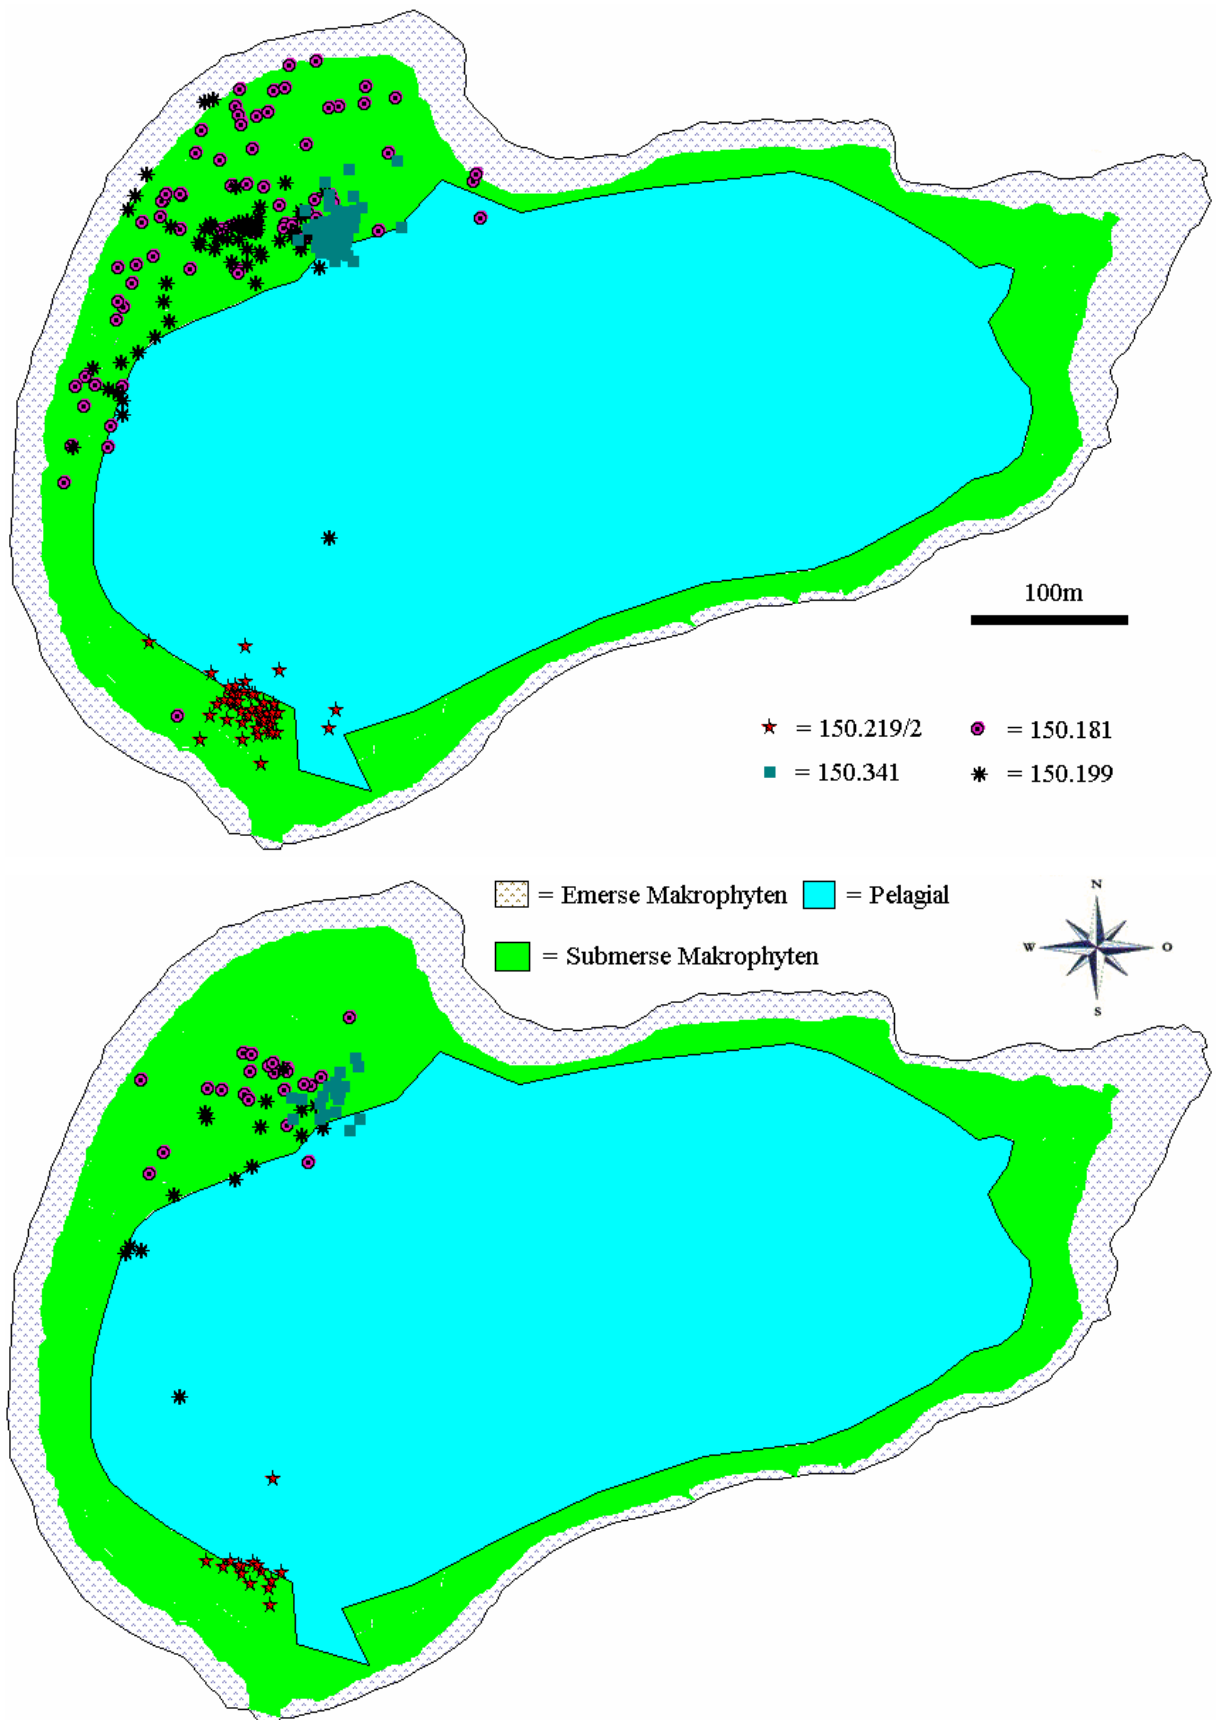 100m
= 150.219/2 = 150.181
= 150.341 = 150.199
= Emerse Makrophyten = Pelagial
= Submerse Makrophyten
N
W O
S